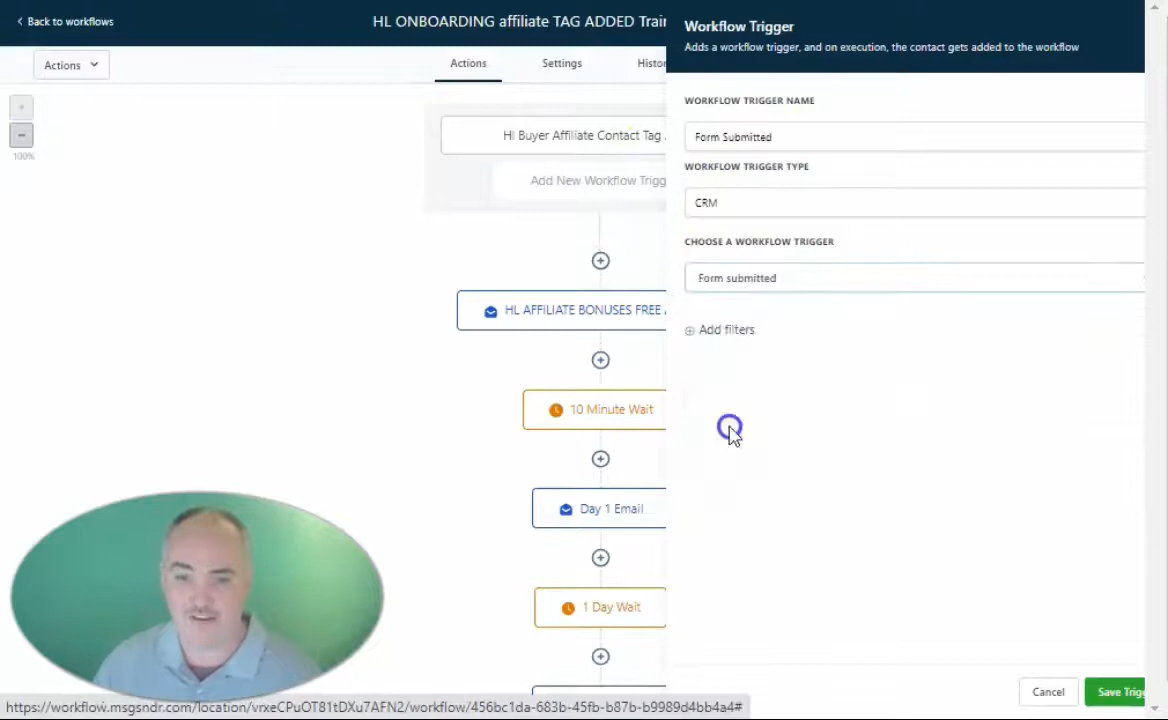 Back to workflows
HL ONBOARDING affiliate TAG ADDED
Workflow Trigger
Adds a workflow trigger, and on execution, the contact gets added to the workflow
Actions
Actions
Settings
100%
WORKFLOW TRIGGER NAME
Form Submitted
WORKFLOW TRIGGER TYPE
CRM
CHOOSE A WORKFLOW TRIGGER
Form submitted
Add filters
Hl Buyer Affiliate Contact Tag
Add New Workflow
HL AFFILIATE BONUSES FREE
10 Minute Wait
Day 1 Email
1 Day Wait
Cancel
Save
https://workflow.msgsndr.com/location/vrxeCPuOT81tDXu7AFN2/workflow/456bc1da-683b-45fb-b87b-b9989d4bb4a4#